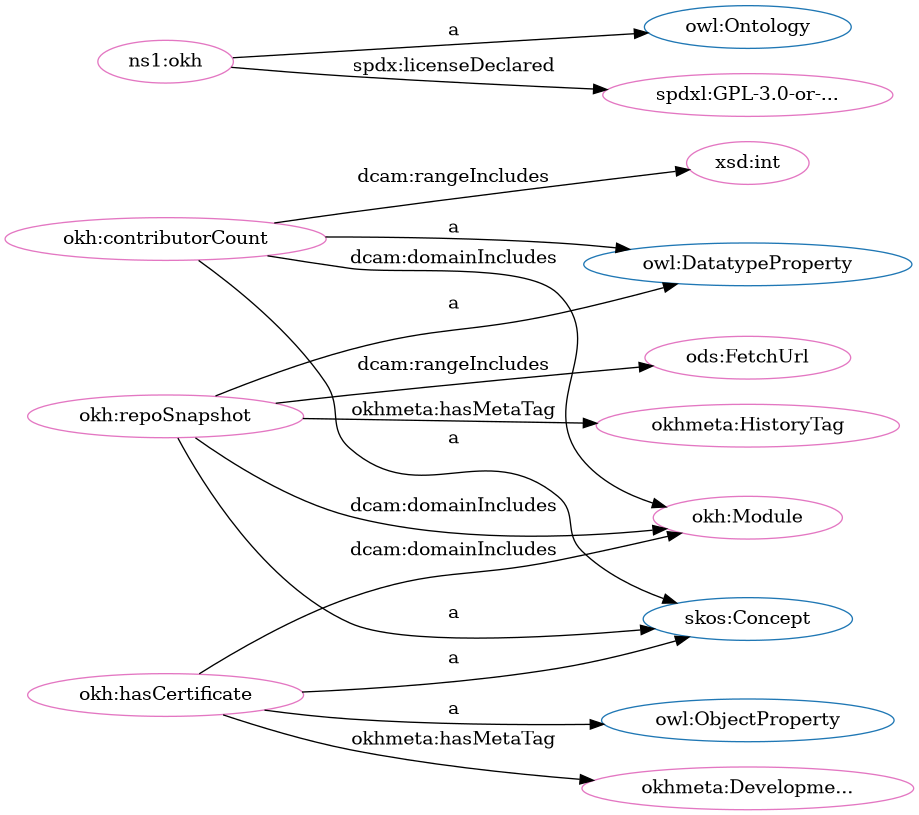 a
owl:Ontology
ns1:okh
spdx:licenseDeclared
spdxl:GPL-3.0-or-...
xsd:int
dcam:rangeIncludes
a
okh:contributorCount
dcam:domainIncludes
owl:DatatypeProperty
a
dcam:rangeIncludes
ods:FetchUrl
okh:repoSnapshot
okhmeta:hasMetaTag
okhmeta:HistoryTag
a
dcam:domainIncludes
okh:Module
dcam:domainIncludes
a
skos:Concept
a
okh:hasCertificate
a
owl:ObjectProperty
okhmeta:hasMetaTag
okhmeta:Developme...